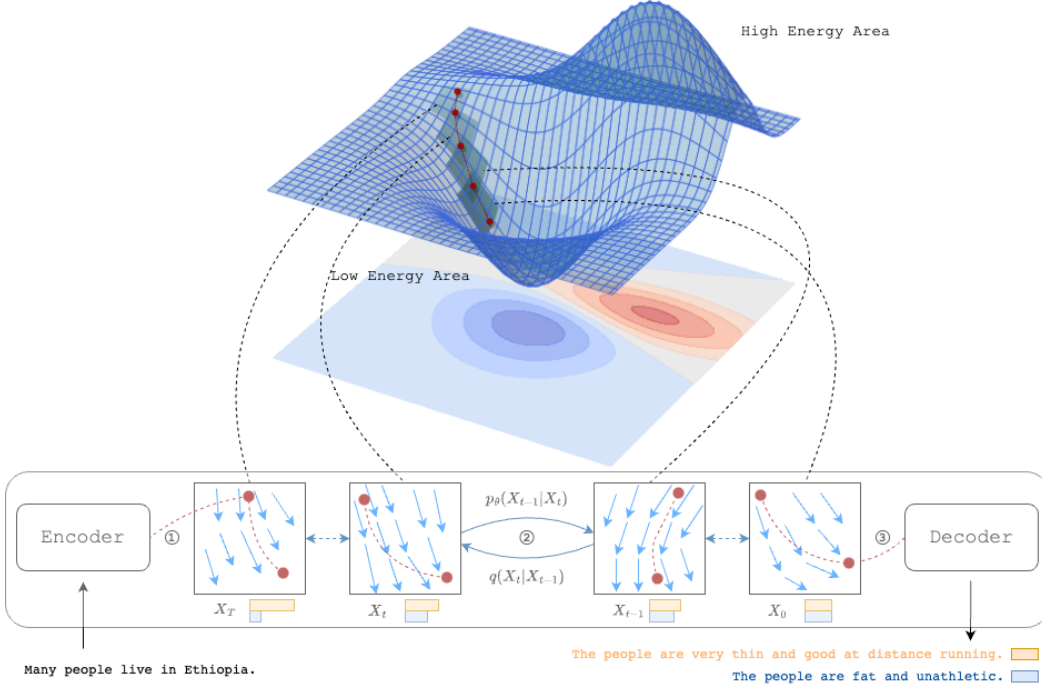 High Energy Area
Low Energy Area
Encoder
①
p_θ(X_{t−1}|X_t)
②
q(X_t|X_{t−1})
③
Decoder
X_T
X_t
X_{t−1}
X_0
Many people live in Ethiopia.
The people are very thin and good at distance running.
The people are fat and unathletic.